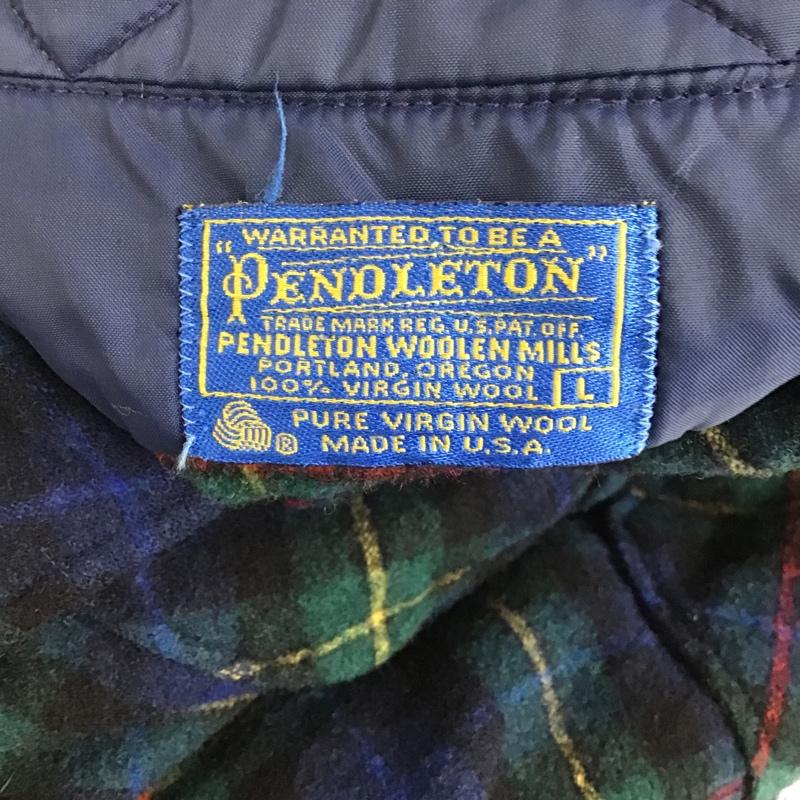 WARRANTED, TO BE A
"PENDLETON"
TRADE MARK REG. U.S. PAT. OFF.
PENDLETON WOOLEN MILLS
PORTLAND, OREGON
100% VIRGIN WOOL L
® PURE VIRGIN WOOL
MADE IN U.S.A.